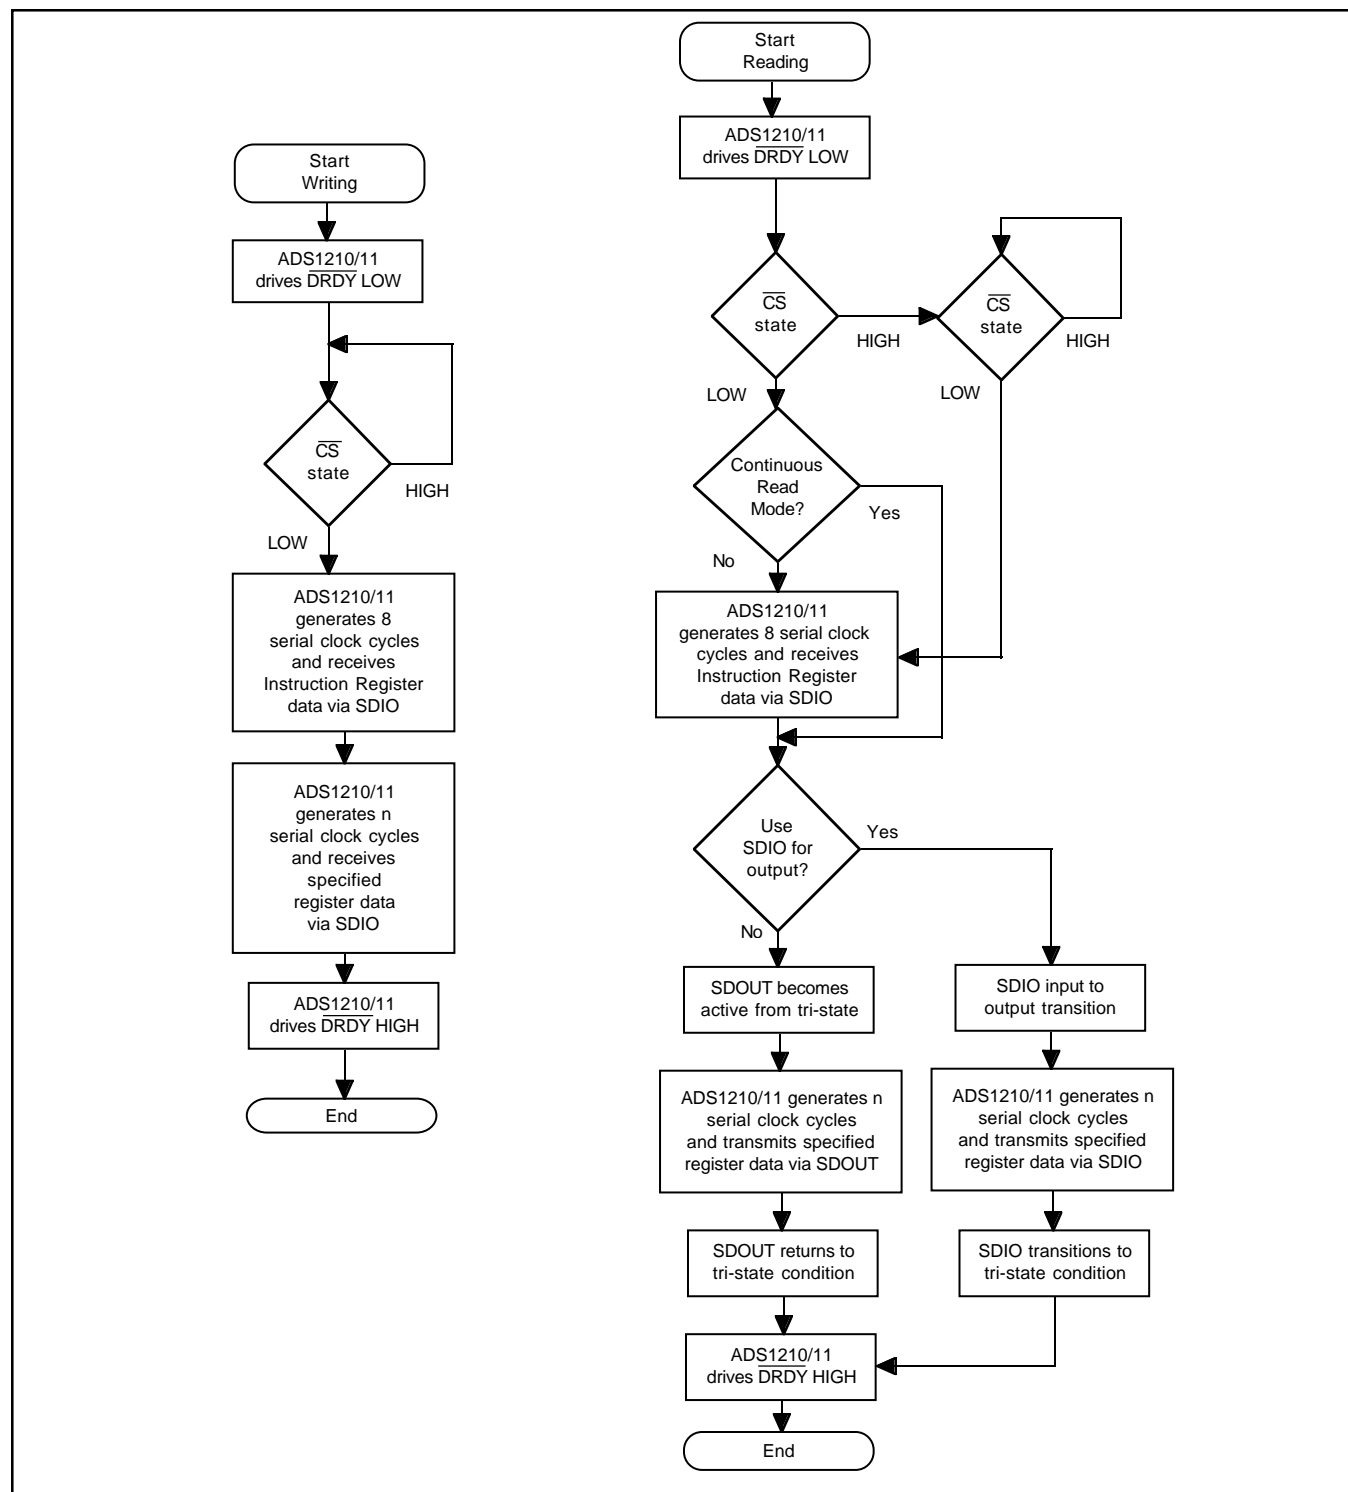 Start
Writing
ADS1210/11
drives DRDY LOW
CS
state
HIGH
LOW
ADS1210/11
generates 8
serial clock cycles
and receives
Instruction Register
data via SDIO
ADS1210/11
generates n
serial clock cycles
and receives
specified
register data
via SDIO
ADS1210/11
drives DRDY HIGH
End
Start
Reading
ADS1210/11
drives DRDY LOW
CS
state
HIGH
CS
state
HIGH
LOW
LOW
Continuous
Read
Mode?
Yes
No
ADS1210/11
generates 8 serial clock
cycles and receives
Instruction Register
data via SDIO
Use
SDIO for
output?
Yes
No
SDOUT becomes
active from tri-state
SDIO input to
output transition
ADS1210/11 generates n
serial clock cycles
and transmits specified
register data via SDOUT
ADS1210/11 generates n
serial clock cycles
and transmits specified
register data via SDIO
SDOUT returns to
tri-state condition
SDIO transitions to
tri-state condition
ADS1210/11
drives DRDY HIGH
End